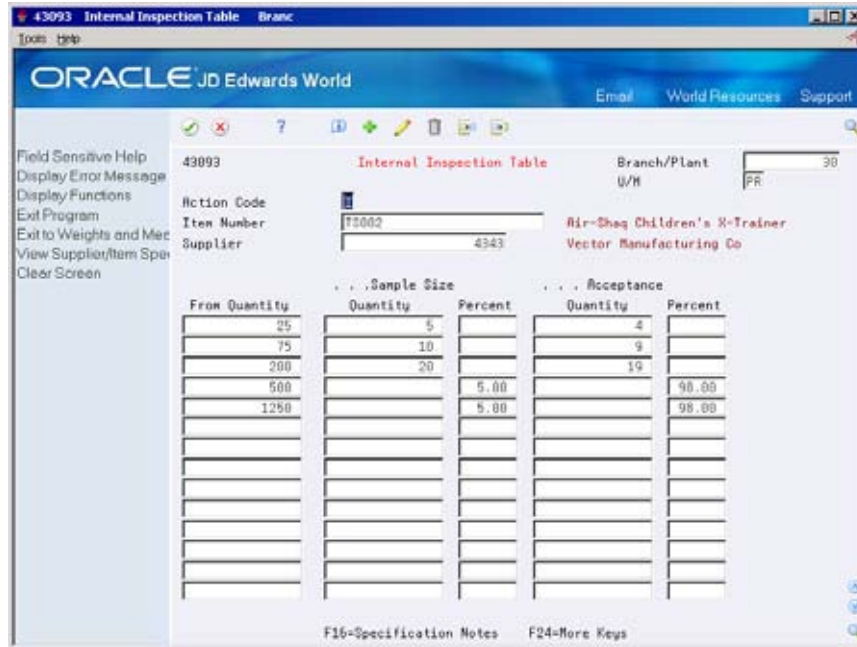 43093 Internal Inspection Table Branc
Tools Help
ORACLE JD Edwards World
Email World Resources Support
Field Sensitive Help
Display Error Message
Display Functions
Exit Program
Exit to Weights and Mec
View Supplier/Item Spe
Clear Screen
43093 Internal Inspection Table Branch/Plant 30
U/M PR
Action Code I
Item Number TS002 Air-Shaq Children's X-Trainer
Supplier 4343 Vector Manufacturing Co
. . .Sample Size . . . Acceptance
From Quantity Quantity Percent Quantity Percent
25 5 4
75 10 9
200 20 19
500 5.00 98.00
1250 5.00 98.00
F16=Specification Notes F24=More Keys